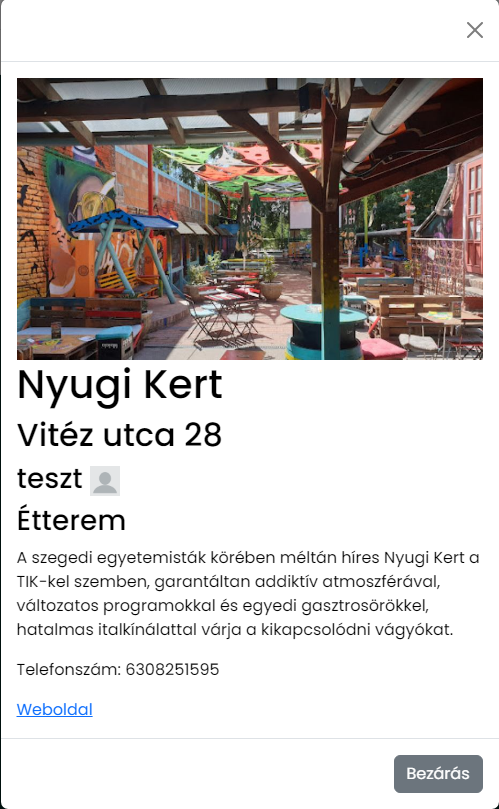 Nyugi Kert
Vitéz utca 28
teszt
Étterem
A szegedi egyetemisták körében méltán híres Nyugi Kert a
TIK-kel szemben, garantáltan addiktív atmoszférával,
változatos programokkal és egyedi gasztrosörökkel,
hatalmas italkínálattal várja a kikapcsolódni vágyókat.
Telefonszám: 6308251595
Weboldal
Bezárás